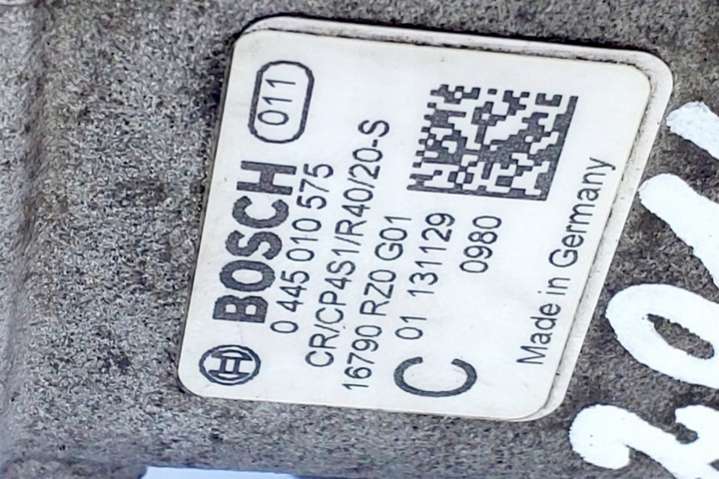 BOSCH 011
0 445 010 575
CR/CP4S1/R40/20-S
16790 RZ0 G01
C 01 131129
0980
Made in Germany